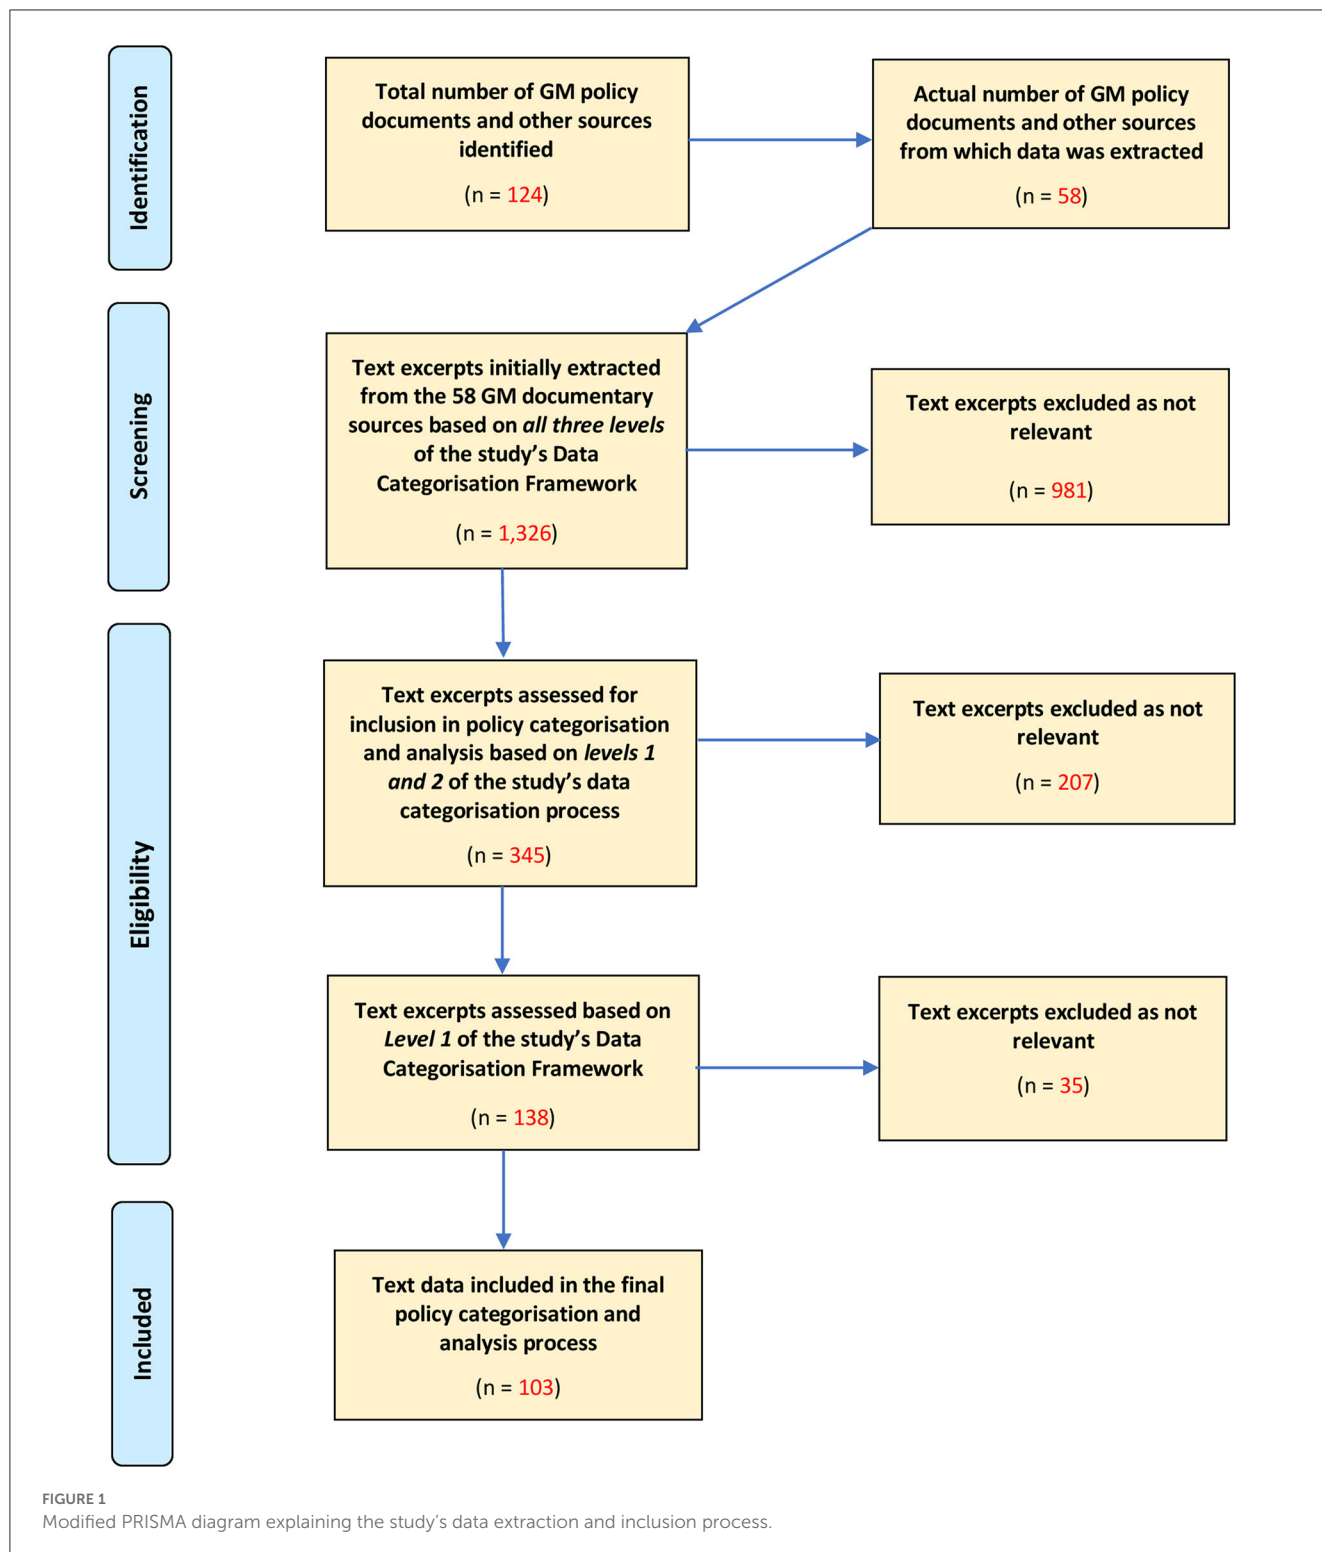 Identification
Total number of GM policy
documents and other sources
identified
(n = 124)
Actual number of GM policy
documents and other sources
from which data was extracted
(n = 58)
Screening
Text excerpts initially extracted
from the 58 GM documentary
sources based on all three levels
of the study’s Data
Categorisation Framework
(n = 1,326)
Text excerpts excluded as not
relevant
(n = 981)
Eligibility
Text excerpts assessed for
inclusion in policy categorisation
and analysis based on levels 1
and 2 of the study’s data
categorisation process
(n = 345)
Text excerpts excluded as not
relevant
(n = 207)
Text excerpts assessed based on
Level 1 of the study’s Data
Categorisation Framework
(n = 138)
Text excerpts excluded as not
relevant
(n = 35)
Included
Text data included in the final
policy categorisation and
analysis process
(n = 103)
FIGURE 1
Modified PRISMA diagram explaining the study’s data extraction and inclusion process.